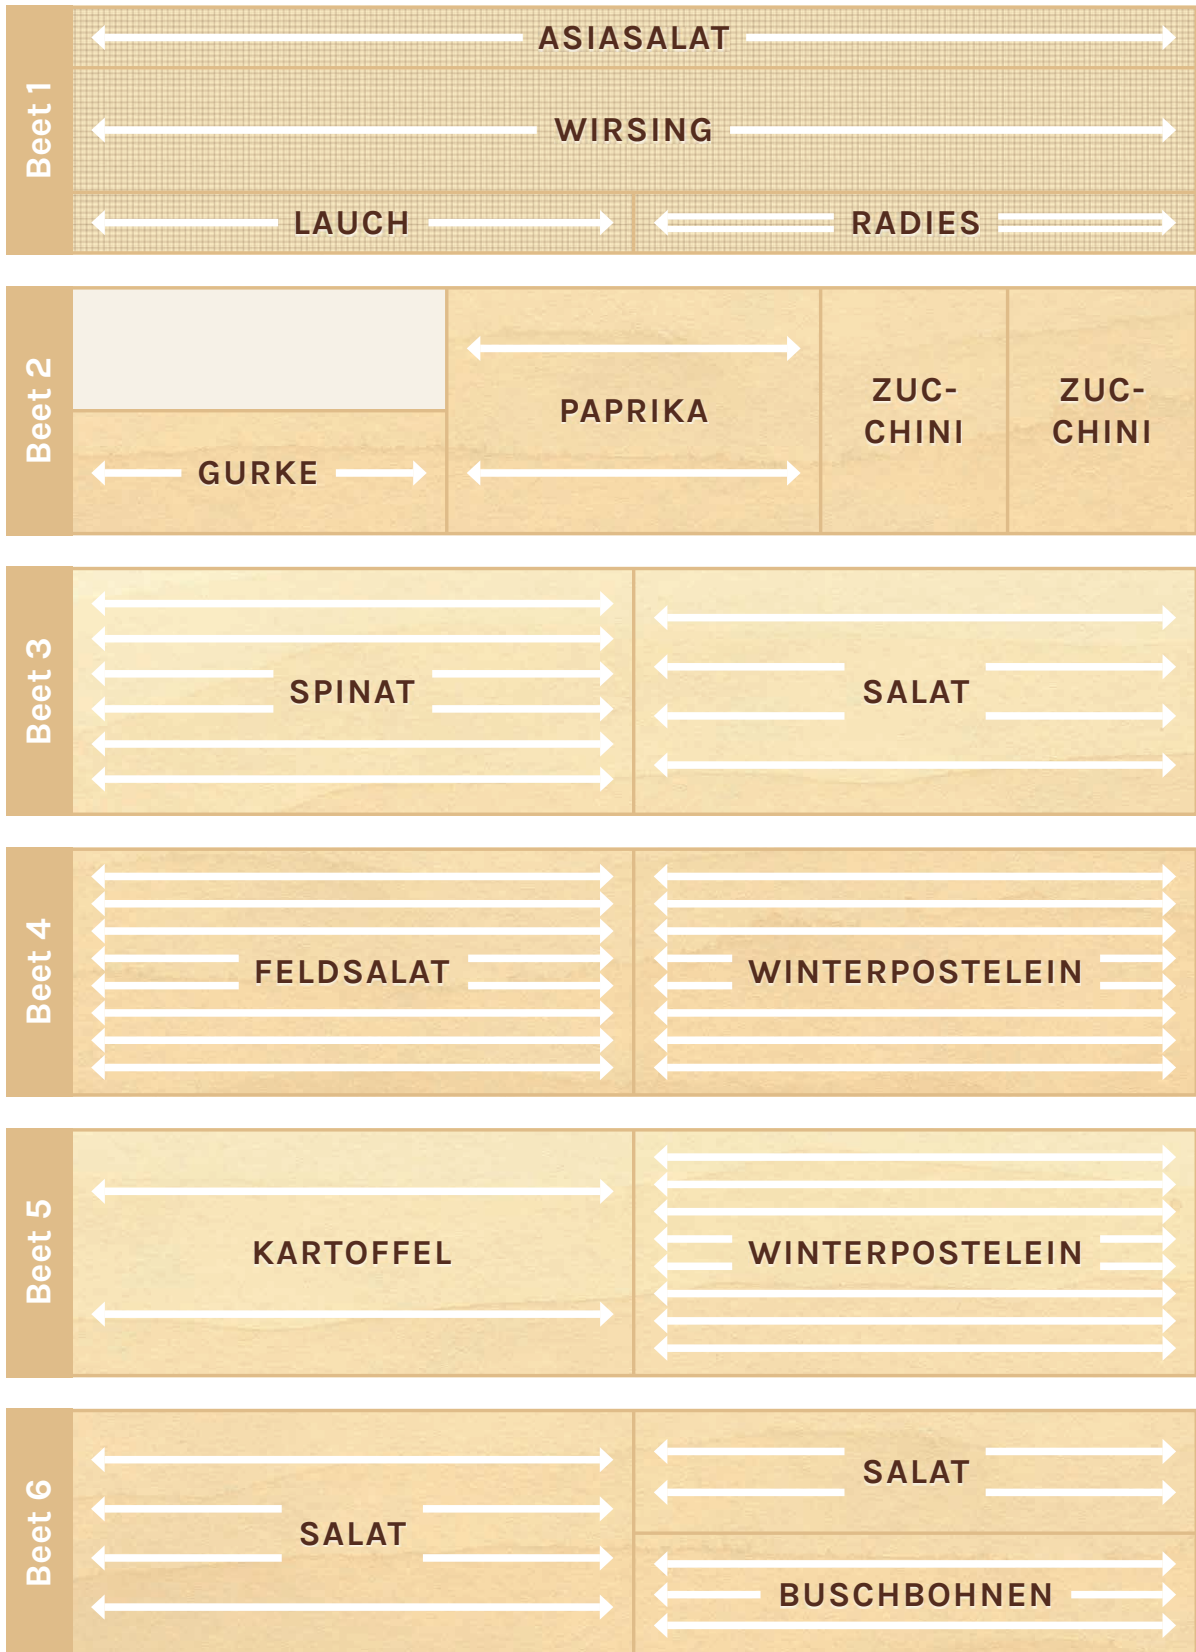 Beet 1
ASIASALAT
WIRSING
LAUCH
RADIES
Beet 2
GURKE
PAPRIKA
ZUC-
CHINI
ZUC-
CHINI
Beet 3
SPINAT
SALAT
Beet 4
FELDSALAT
WINTERPOSTELEIN
Beet 5
KARTOFFEL
WINTERPOSTELEIN
Beet 6
SALAT
SALAT
BUSCHBOHNEN